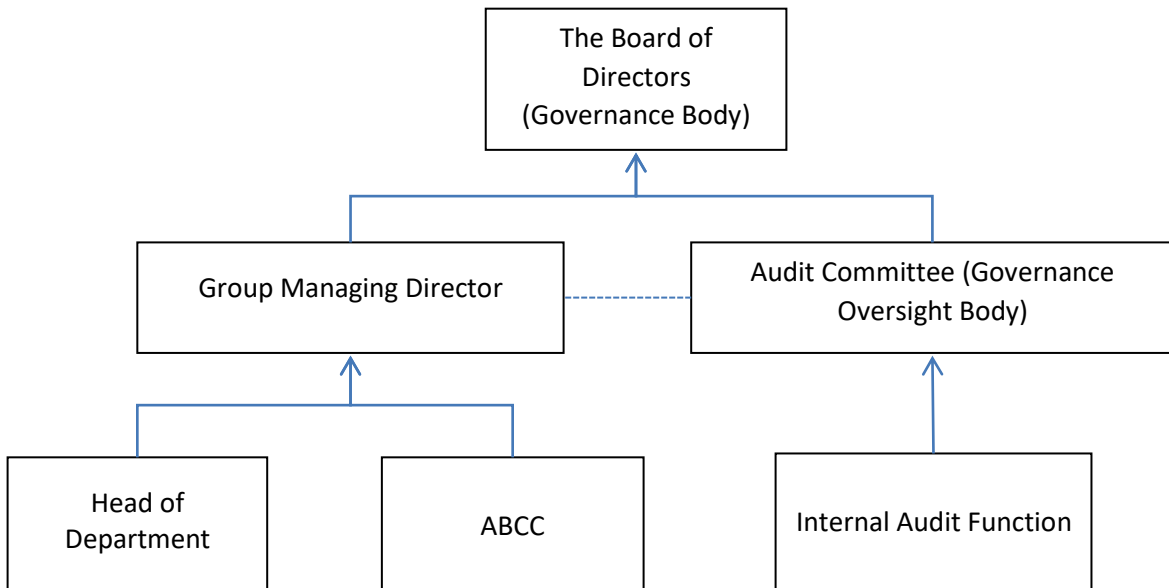 The Board of
Directors
(Governance Body)
Group Managing Director
Audit Committee (Governance
Oversight Body)
Head of
Department
ABCC
Internal Audit Function